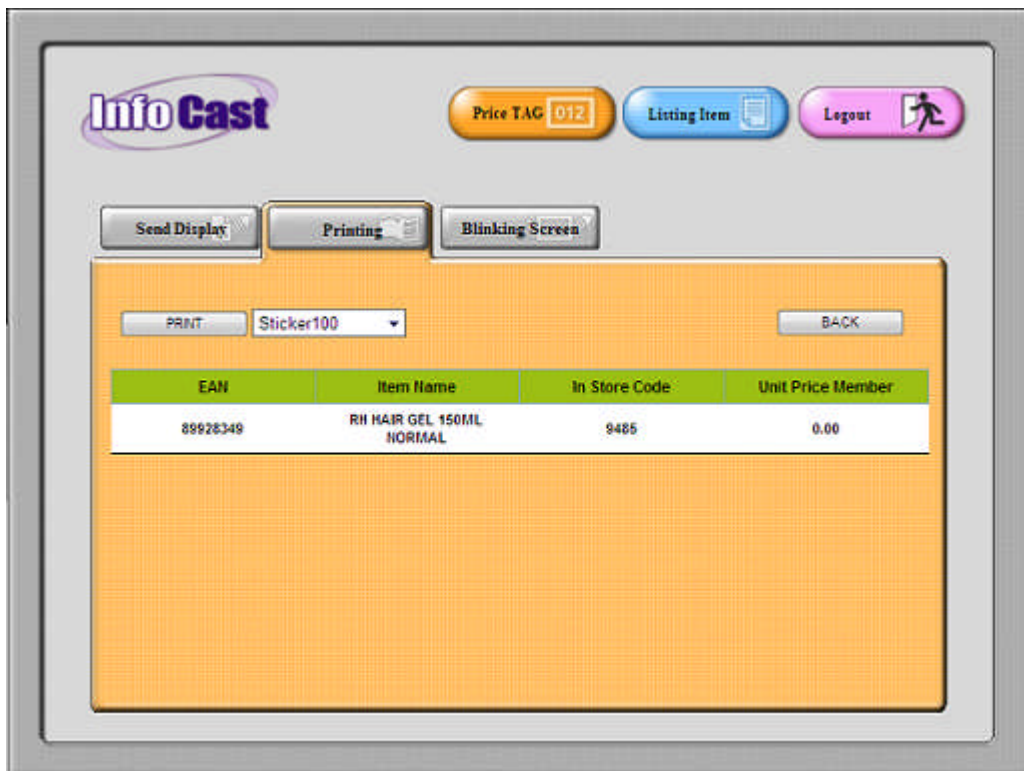 InfoCast
Price TAG 012
Listing Item
Logout
Send Display
Printing
Blinking Screen
PRINT
Sticker100
BACK
EAN Item Name In Store Code Unit Price Member
89928349 RH HAIR GEL 150ML NORMAL 9485 0.00